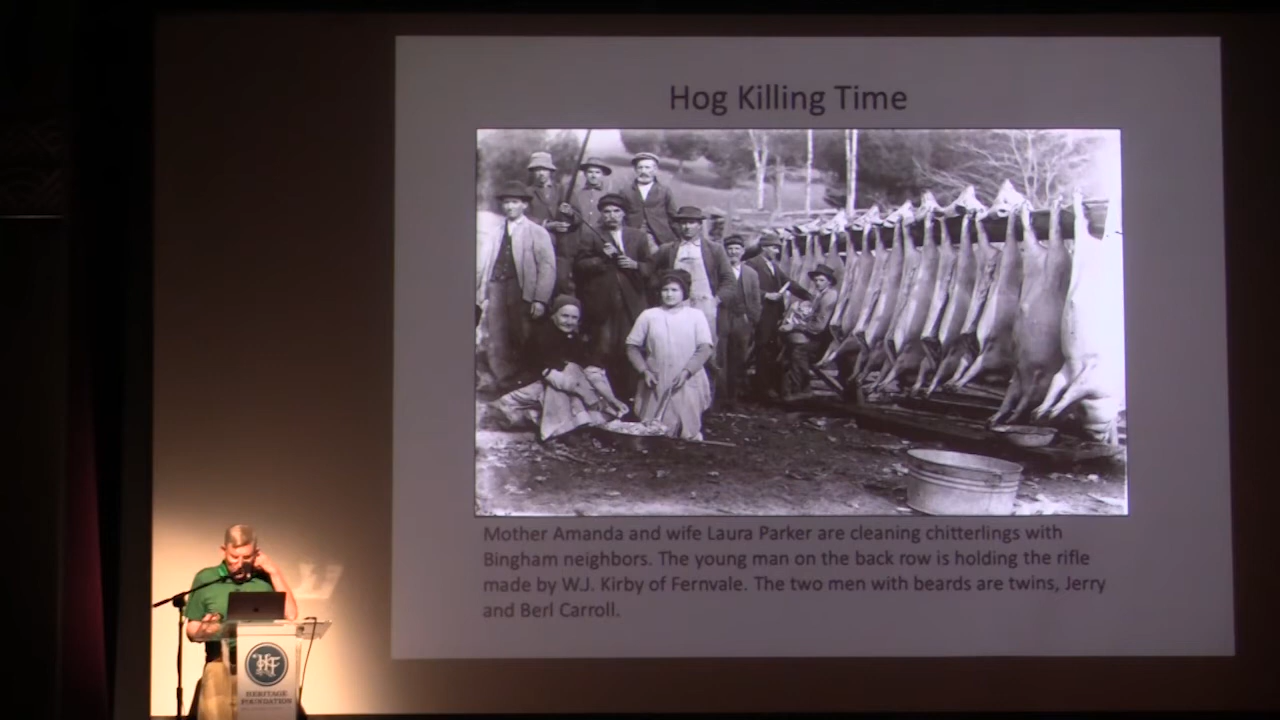 Hog Killing Time
Mother Amanda and wife Laura Parker are cleaning chitterlings with
Bingham neighbors. The young man on the back row is holding the rifle
made by W.J. Kirby of Fernvale. The two men with beards are twins, Jerry
and Berl Carroll.
HF
HERITAGE
FOUNDATION